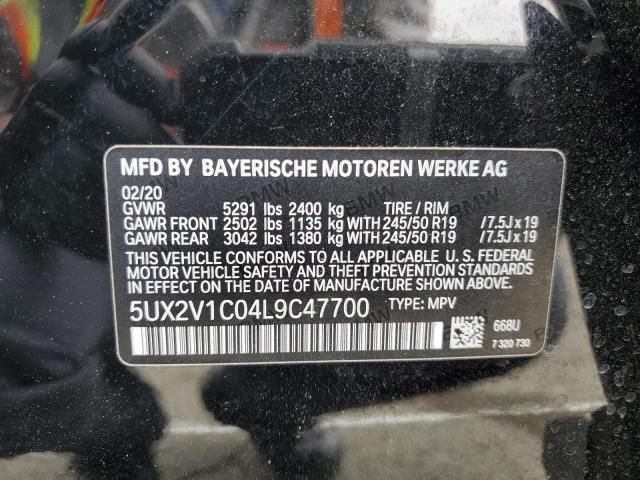 MFD BY BAYERISCHE MOTOREN WERKE AG
02/20
GVWR 5291 lbs 2400 kg TIRE / RIM
GAWR FRONT 2502 lbs 1135 kg WITH 245/50 R19 /7.5J x 19
GAWR REAR 3042 lbs 1380 kg WITH 245/50 R19 /7.5J x 19
THIS VEHICLE CONFORMS TO ALL APPLICABLE U. S. FEDERAL
MOTOR VEHICLE SAFETY AND THEFT PREVENTION STANDARDS
IN EFFECT ON THE DATE OF MANUFACTURE SHOWN ABOVE.
5UX2V1C04L9C47700 TYPE: MPV
668U
7 320 730